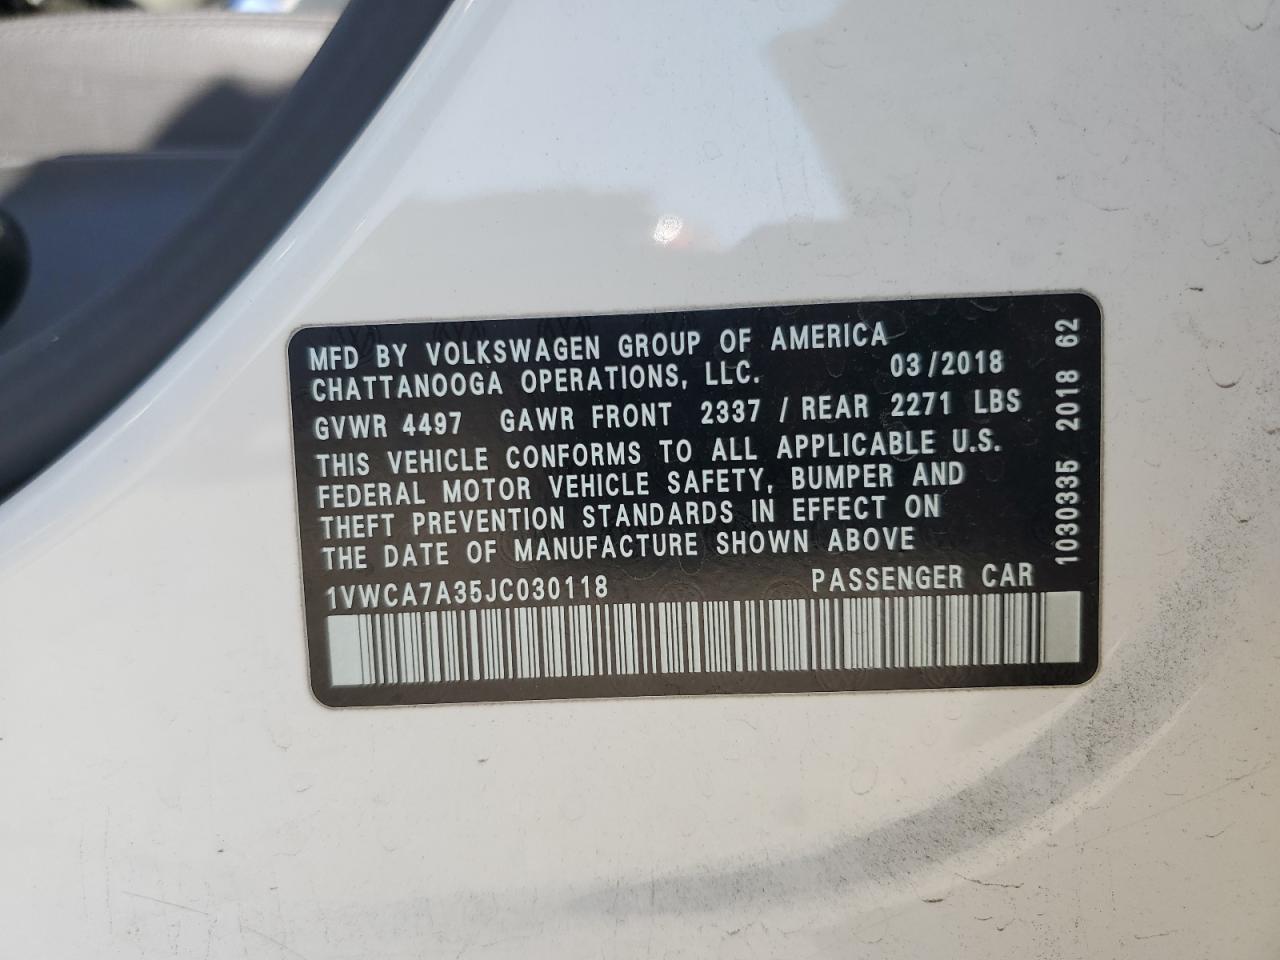 MFD BY VOLKSWAGEN GROUP OF AMERICA
CHATTANOOGA OPERATIONS, LLC. 03/2018
GVWR 4497 GAWR FRONT 2337 / REAR 2271 LBS
THIS VEHICLE CONFORMS TO ALL APPLICABLE U.S.
FEDERAL MOTOR VEHICLE SAFETY, BUMPER AND
THEFT PREVENTION STANDARDS IN EFFECT ON
THE DATE OF MANUFACTURE SHOWN ABOVE
1VWCA7A35JC030118 PASSENGER CAR
1030335 2018 62